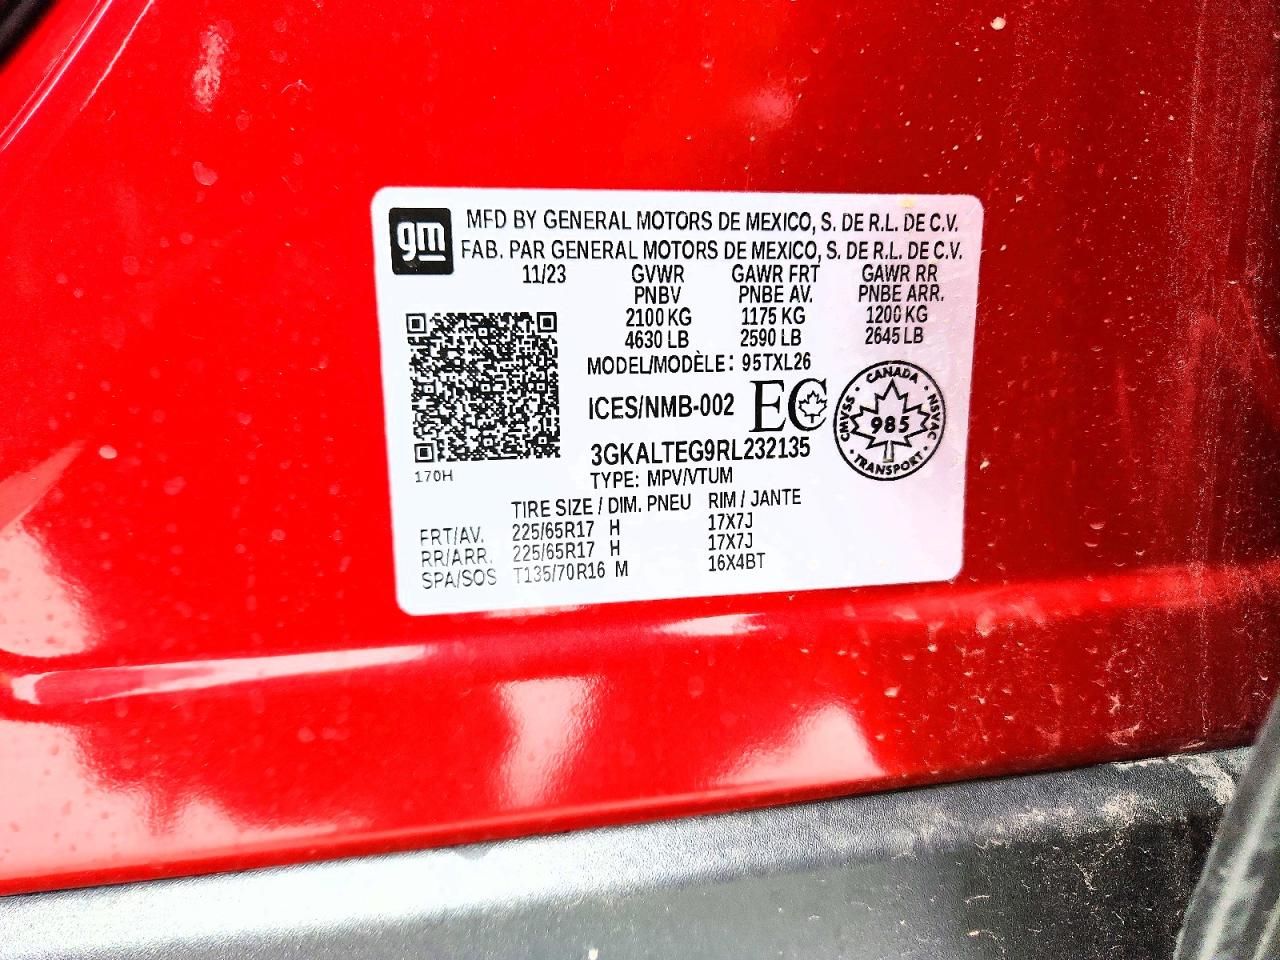 gm
MFD BY GENERAL MOTORS DE MEXICO, S. DE R.L. DE C.V.
FAB. PAR GENERAL MOTORS DE MEXICO, S. DE R.L. DE C.V.
11/23 GVWR GAWR FRT GAWR RR
PNBV PNBE AV. PNBE ARR.
2100 KG 1175 KG 1200 KG
4630 LB 2590 LB 2645 LB
MODEL/MODÈLE: 95TXL26
ICES/NMB-002 EC
CANADA
CMVSS 985 NSVAC
TRANSPORT
3GKALTEG9RL232135
170H
TYPE: MPV/VTUM
TIRE SIZE / DIM. PNEU RIM / JANTE
FRT/AV. 225/65R17 H 17X7J
RR/ARR. 225/65R17 H 17X7J
SPA/SOS T135/70R16 M 16X4BT